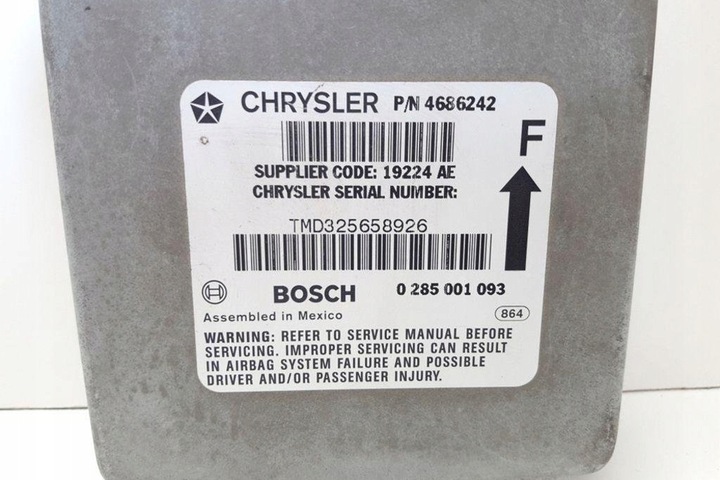 CHRYSLER P/N 4686242
F
SUPPLIER CODE: 19224 AE
CHRYSLER SERIAL NUMBER:
TMD325658926
BOSCH 0 285 001 093
Assembled in Mexico 864
WARNING: REFER TO SERVICE MANUAL BEFORE
SERVICING. IMPROPER SERVICING CAN RESULT
IN AIRBAG SYSTEM FAILURE AND POSSIBLE
DRIVER AND/OR PASSENGER INJURY.